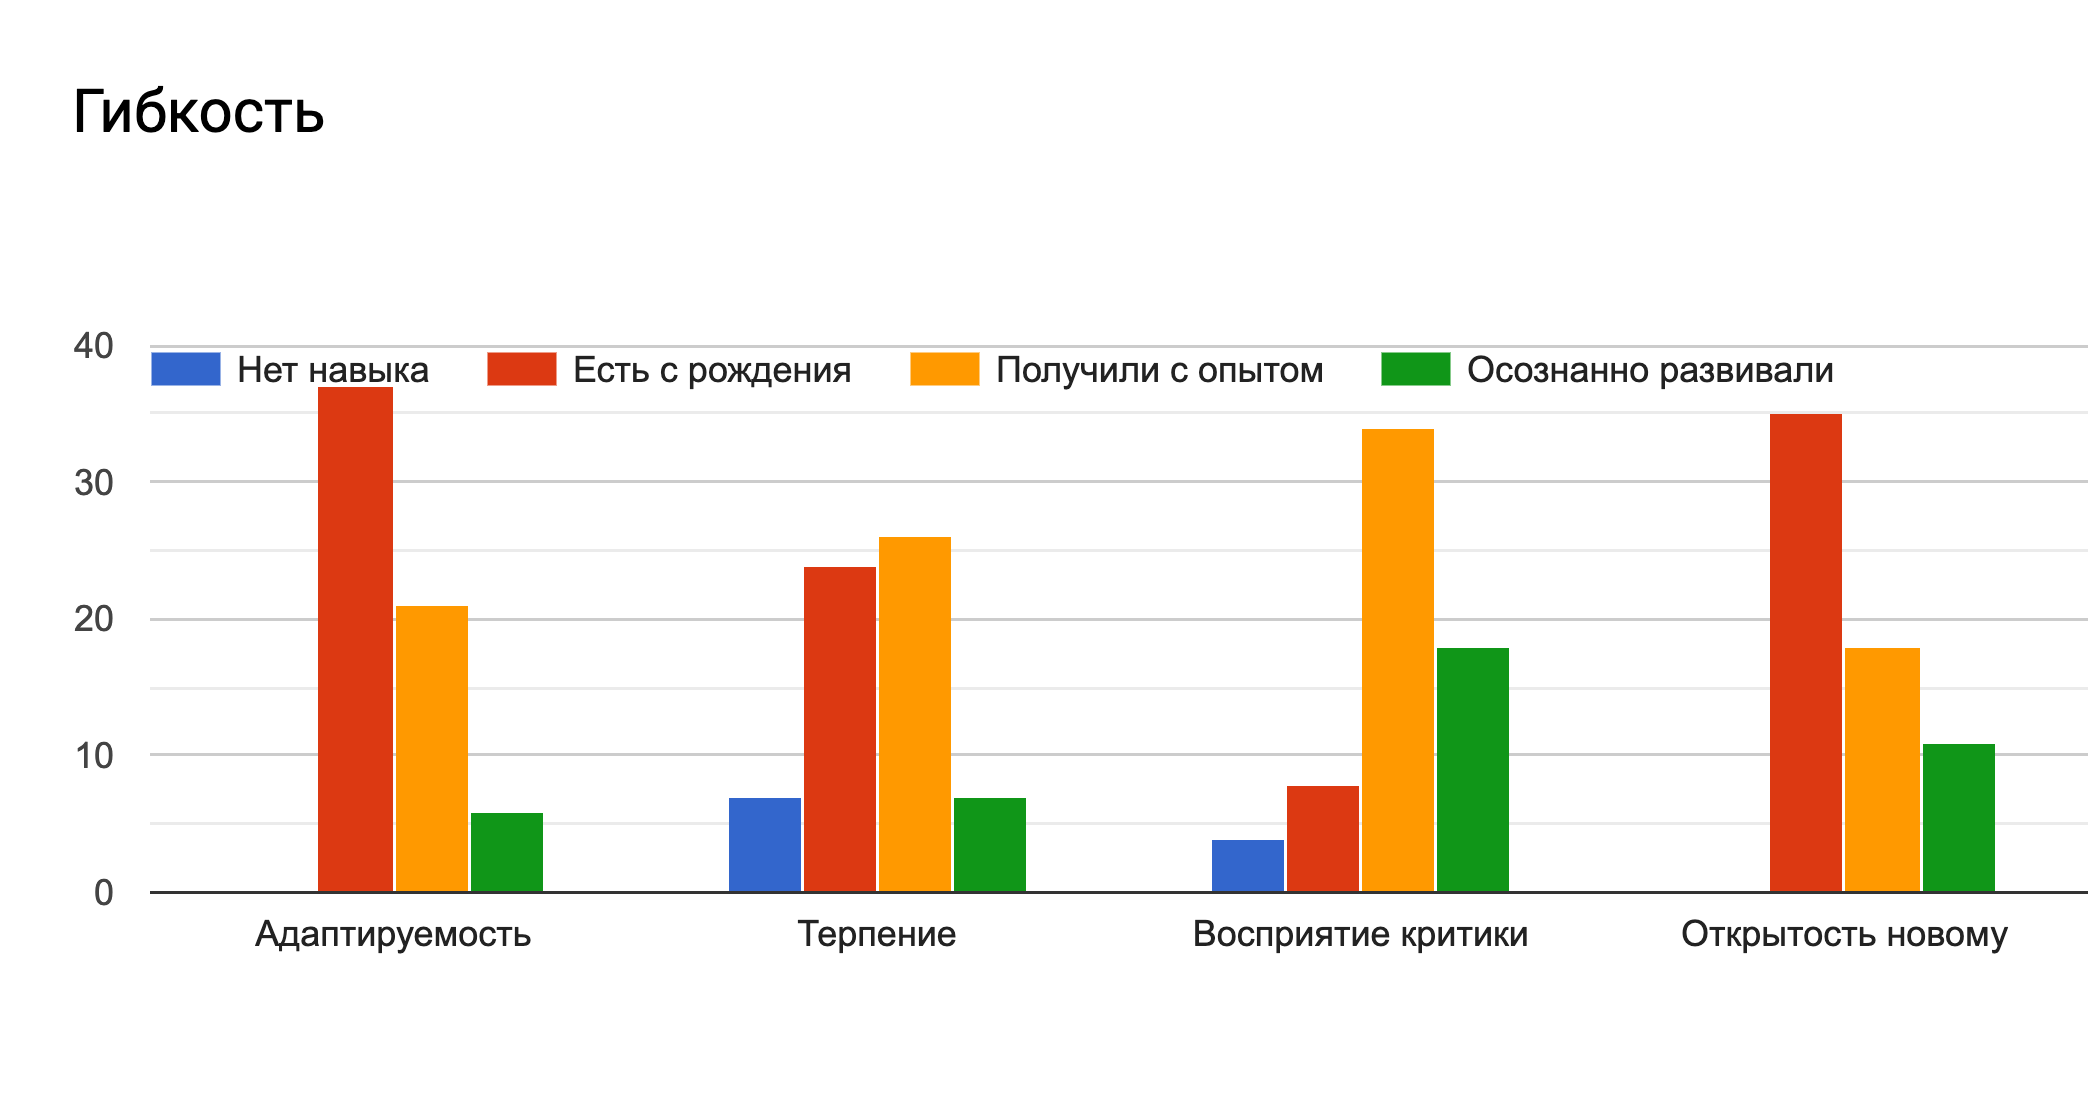 Гибкость
40
Нет навыка Есть с рождения Получили с опытом Осознанно развивали
30
20
10
0
Адаптируемость Терпение Восприятие критики Открытость новому